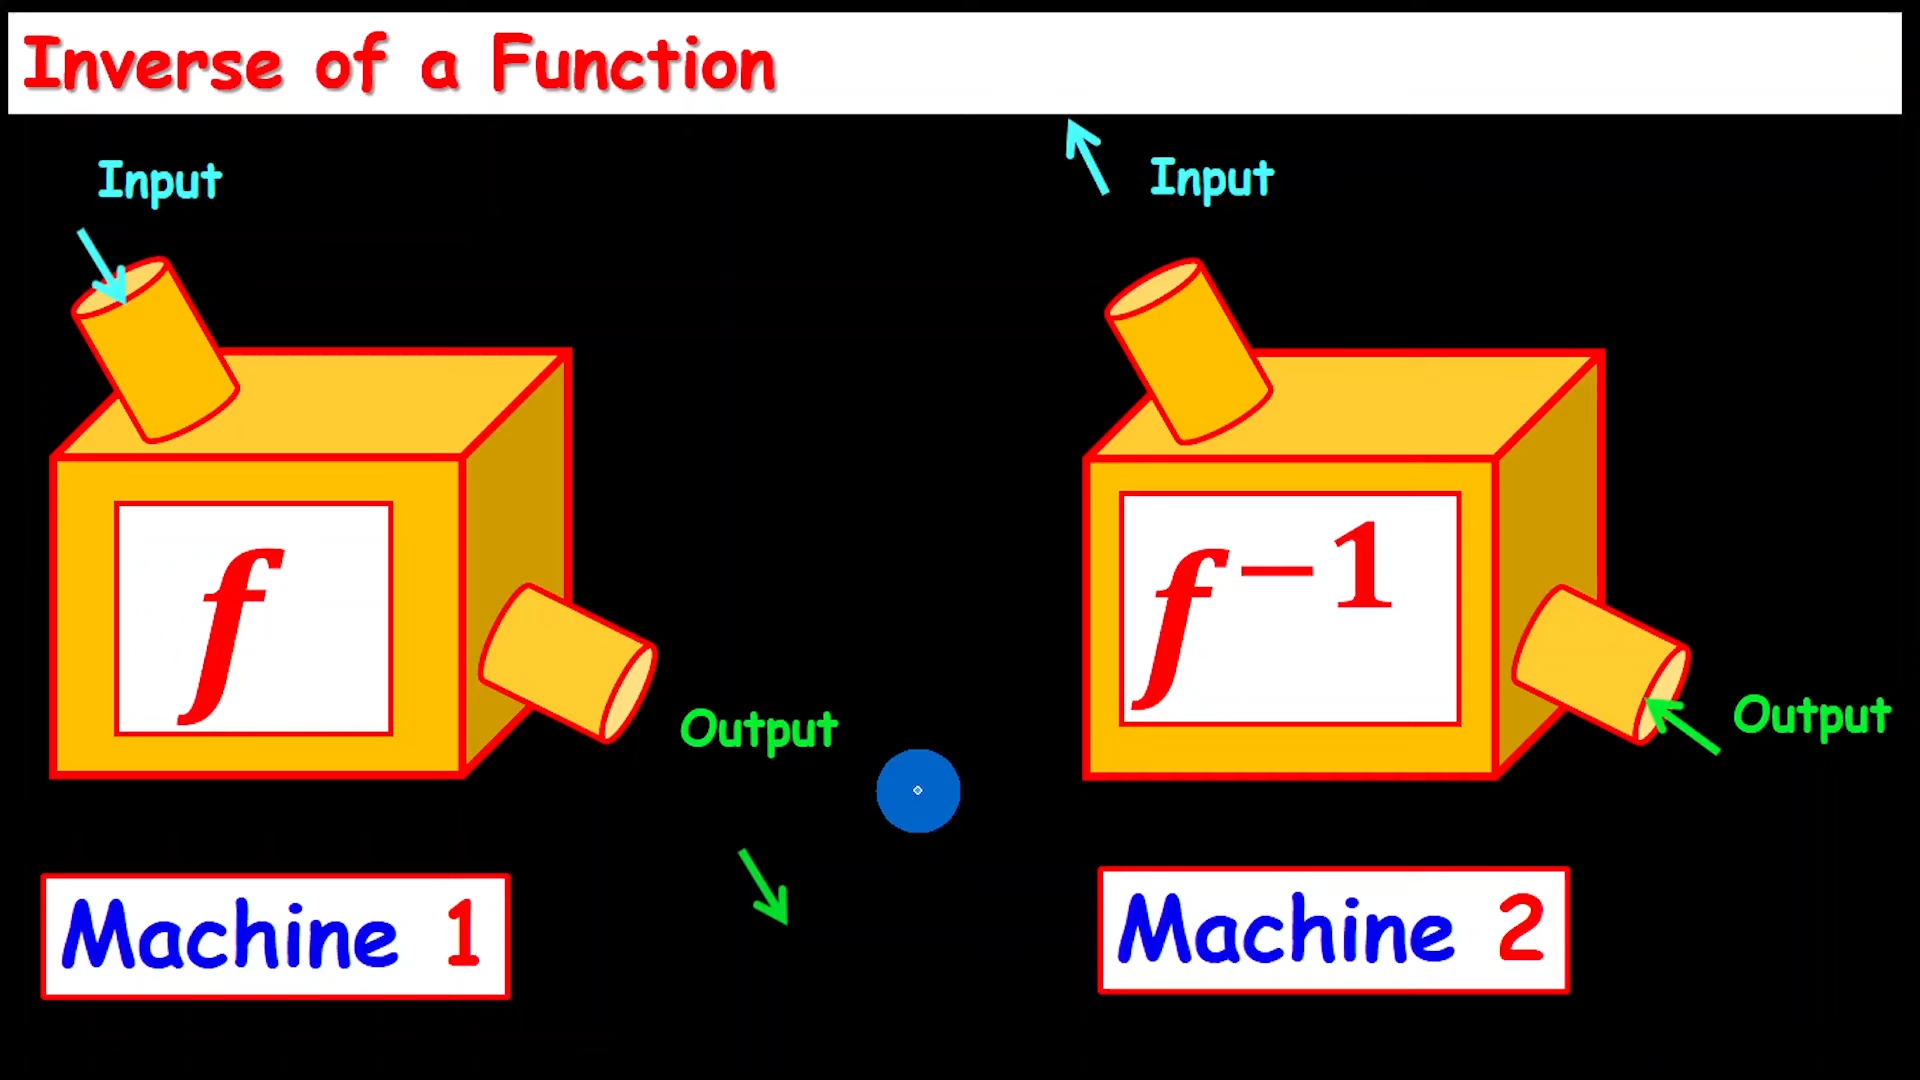 Inverse of a Function
Input
Input
f
f⁻¹
Output
Output
Machine 1
Machine 2